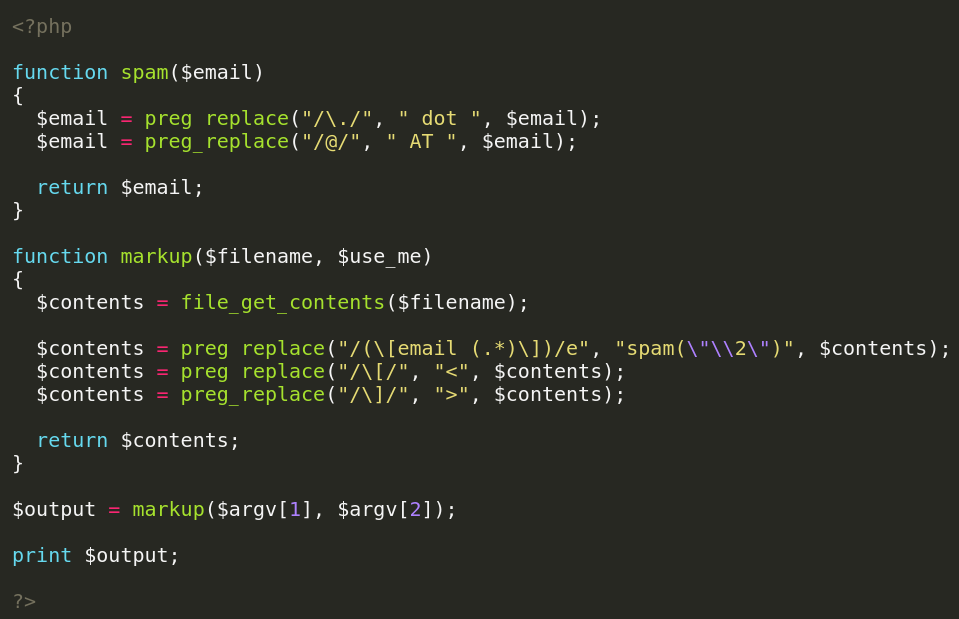 <?php
function spam($email)
{
$email = preg_replace("/\./", " dot ", $email);
$email = preg_replace("/@/", " AT ", $email);
return $email;
}
function markup($filename, $use_me)
{
$contents = file_get_contents($filename);
$contents = preg_replace("/(\[email (.*)\])/e", "spam(\"\\2\")", $contents);
$contents = preg_replace("/\[/", "<", $contents);
$contents = preg_replace("/\]/", ">", $contents);
return $contents;
}
$output = markup($argv[1], $argv[2]);
print $output;
?>